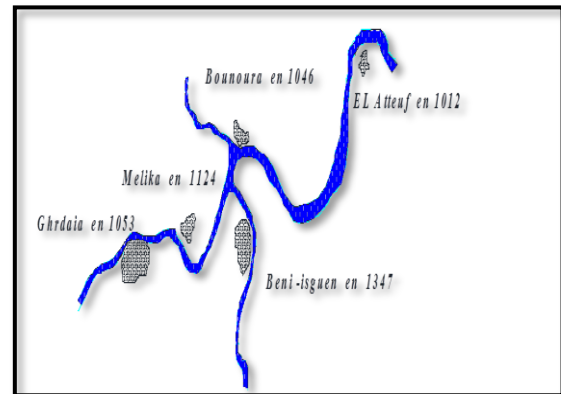 Bounoura en 1046
EL Atteuf en 1012
Melika en 1124
Ghrdaia en 1053
Beni-isguen en 1347